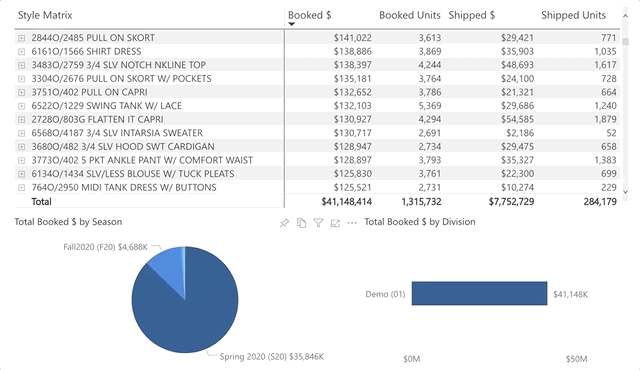 Style Matrix Booked $ Booked Units Shipped $ Shipped Units
2844O/2485 PULL ON SKORT $141,022 3,613 $29,421 771
6161O/1566 SHIRT DRESS $138,886 3,869 $35,903 1,035
3483O/2759 3/4 SLV NOTCH NKLINE TOP $138,397 4,244 $48,693 1,617
3304O/2676 PULL ON SKORT W/ POCKETS $135,181 3,764 $24,100 728
3751O/402 PULL ON CAPRI $132,652 3,786 $21,321 664
6522O/1229 SWING TANK W/ LACE $132,103 5,369 $29,686 1,240
2728O/803G FLATTEN IT CAPRI $130,927 4,294 $54,585 1,879
6568O/4187 3/4 SLV INTARSIA SWEATER $130,717 2,691 $2,186 52
3680O/482 3/4 SLV HOOD SWT CARDIGAN $128,947 2,734 $29,475 658
3773O/402 5 PKT ANKLE PANT W/ COMFORT WAIST $128,897 3,793 $35,327 1,383
6134O/1434 SLV/LESS BLOUSE W/ TUCK PLEATS $125,830 3,761 $22,300 699
764O/2950 MIDI TANK DRESS W/ BUTTONS $125,521 2,731 $10,274 229
Total $41,148,414 1,315,732 $7,752,729 284,179
Total Booked $ by Season
Fall2020 (F20) $4,688K
Spring 2020 (S20) $35,846K
Total Booked $ by Division
Demo (01) $41,148K
$0M $50M